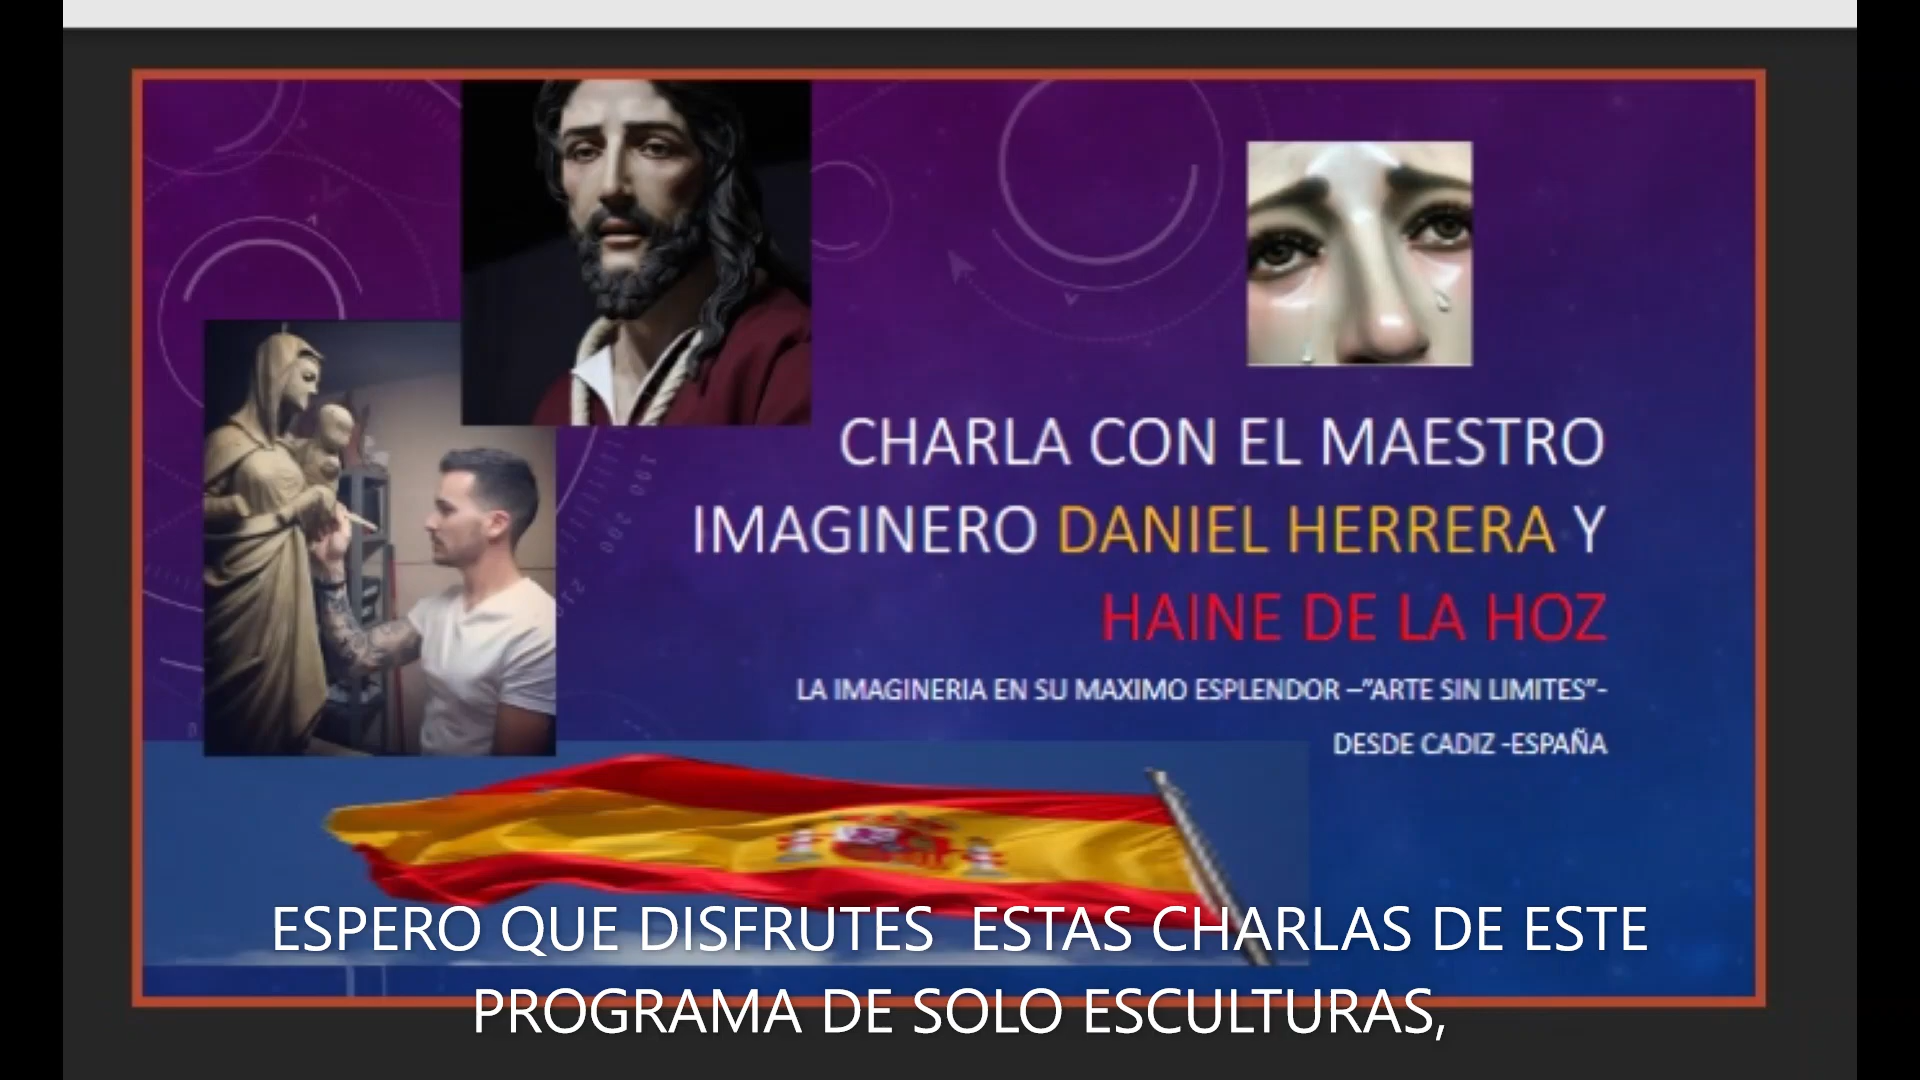 CHARLA CON EL MAESTRO
IMAGINERO DANIEL HERRERA Y
HAINE DE LA HOZ
LA IMAGINERIA EN SU MAXIMO ESPLENDOR –"ARTE SIN LIMITES"-
DESDE CADIZ -ESPAÑA
ESPERO QUE DISFRUTES ESTAS CHARLAS DE ESTE
PROGRAMA DE SOLO ESCULTURAS,